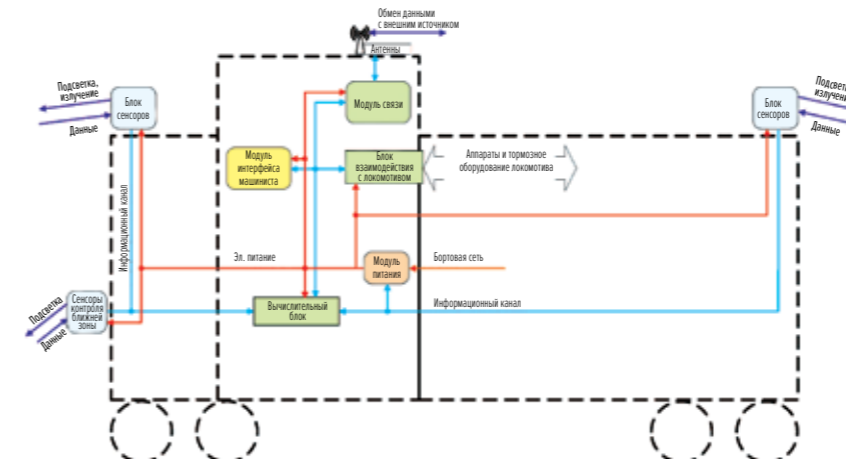 Обмен данными
с внешним источником
Антенны
Подсветка,
излучение
Данные
Блок
сенсоров
Модуль связи
Блок
сенсоров
Подсветка
излучение
Данные
Модуль
интерфейса
машиниста
Блок
взаимодействия
с локомотивом
Аппараты и тормозное
оборудование локомотива
Информационный канал
Эл. питание
Модуль
питания
Бортовая сеть
Сенсоры
контроля
ближней
зоны
Подсветка
Данные
Вычислительный
блок
Информационный канал